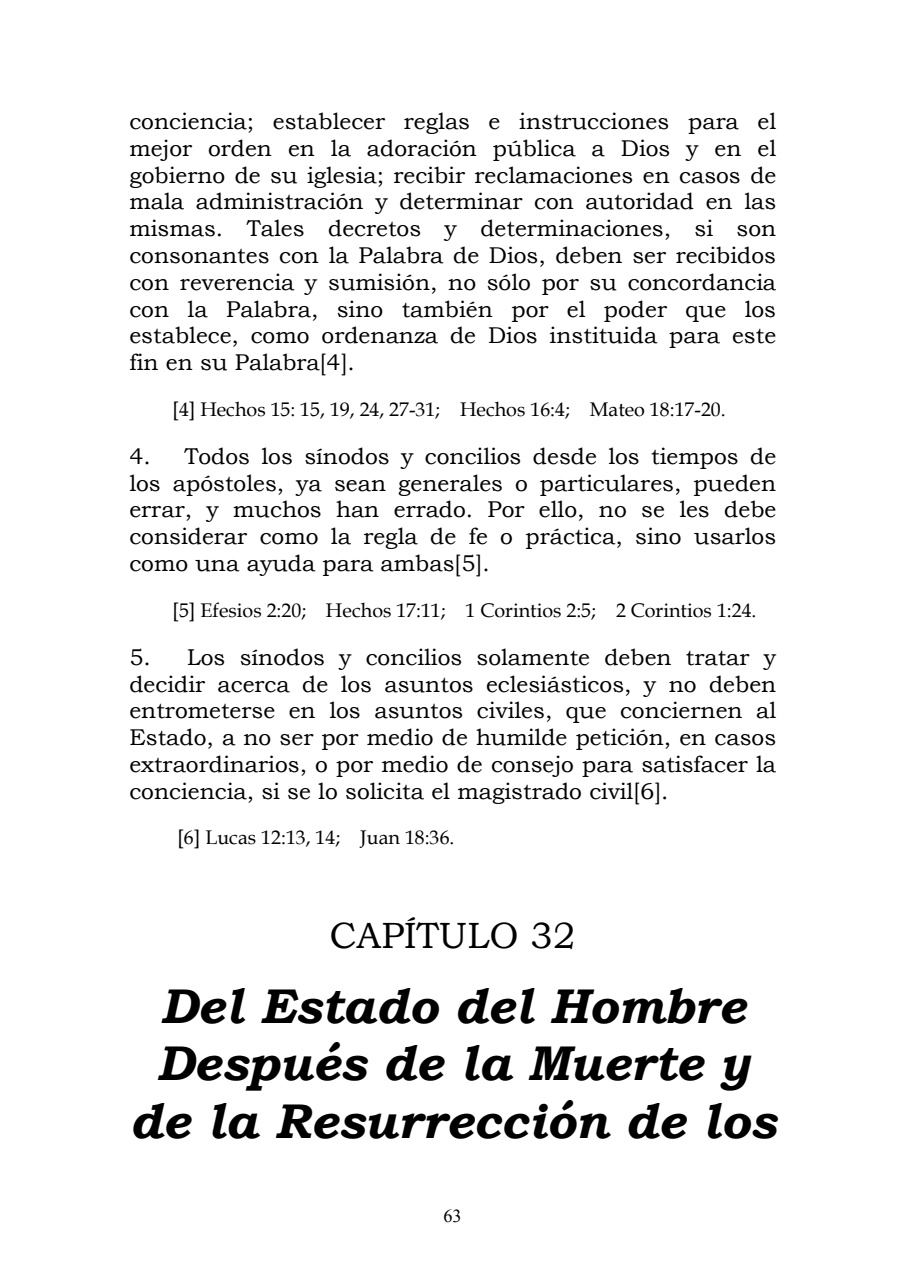 conciencia; establecer reglas e instrucciones para el
mejor orden en la adoración pública a Dios y en el
gobierno de su iglesia; recibir reclamaciones en casos de
mala administración y determinar con autoridad en las
mismas. Tales decretos y determinaciones, si son
consonantes con la Palabra de Dios, deben ser recibidos
con reverencia y sumisión, no sólo por su concordancia
con la Palabra, sino también por el poder que los
establece, como ordenanza de Dios instituida para este
fin en su Palabra[4].
[4] Hechos 15: 15, 19, 24, 27-31; Hechos 16:4; Mateo 18:17-20.
4. Todos los sínodos y concilios desde los tiempos de
los apóstoles, ya sean generales o particulares, pueden
errar, y muchos han errado. Por ello, no se les debe
considerar como la regla de fe o práctica, sino usarlos
como una ayuda para ambas[5].
[5] Efesios 2:20; Hechos 17:11; 1 Corintios 2:5; 2 Corintios 1:24.
5. Los sínodos y concilios solamente deben tratar y
decidir acerca de los asuntos eclesiásticos, y no deben
entrometerse en los asuntos civiles, que conciernen al
Estado, a no ser por medio de humilde petición, en casos
extraordinarios, o por medio de consejo para satisfacer la
conciencia, si se lo solicita el magistrado civil[6].
[6] Lucas 12:13, 14; Juan 18:36.
CAPÍTULO 32
Del Estado del Hombre
Después de la Muerte y
de la Resurrección de los
63